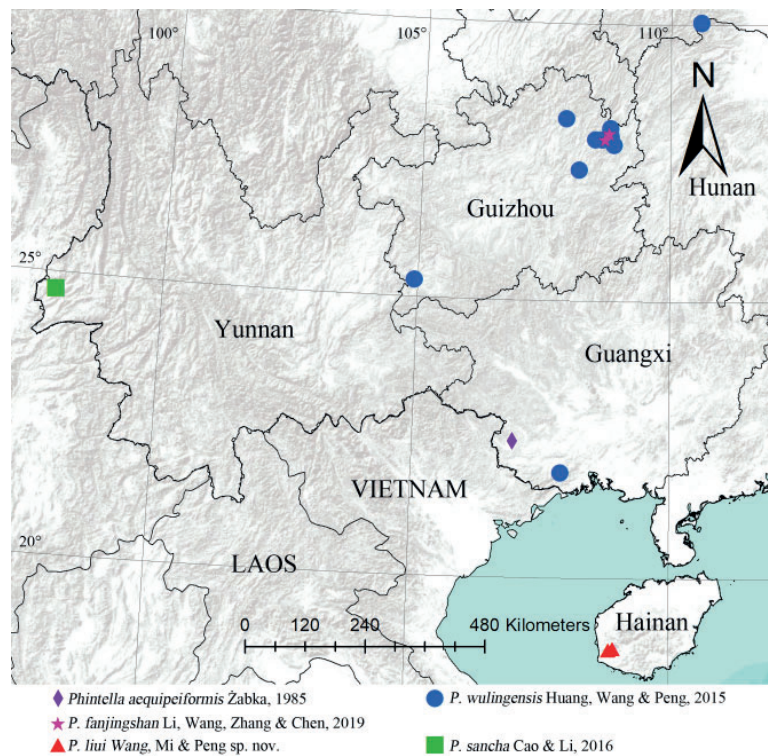 100°
105°
110°
N
Hunan
Guizhou
25°
Yunnan
Guangxi
VIETNAM
20°
LAOS
0 120 240 480 Kilometers
Hainan
Phintella aequipeiformis Żabka, 1985
P. wulingensis Huang, Wang & Peng, 2015
P. fanjingshan Li, Wang, Zhang & Chen, 2019
P. liui Wang, Mi & Peng sp. nov.
P. sancha Cao & Li, 2016